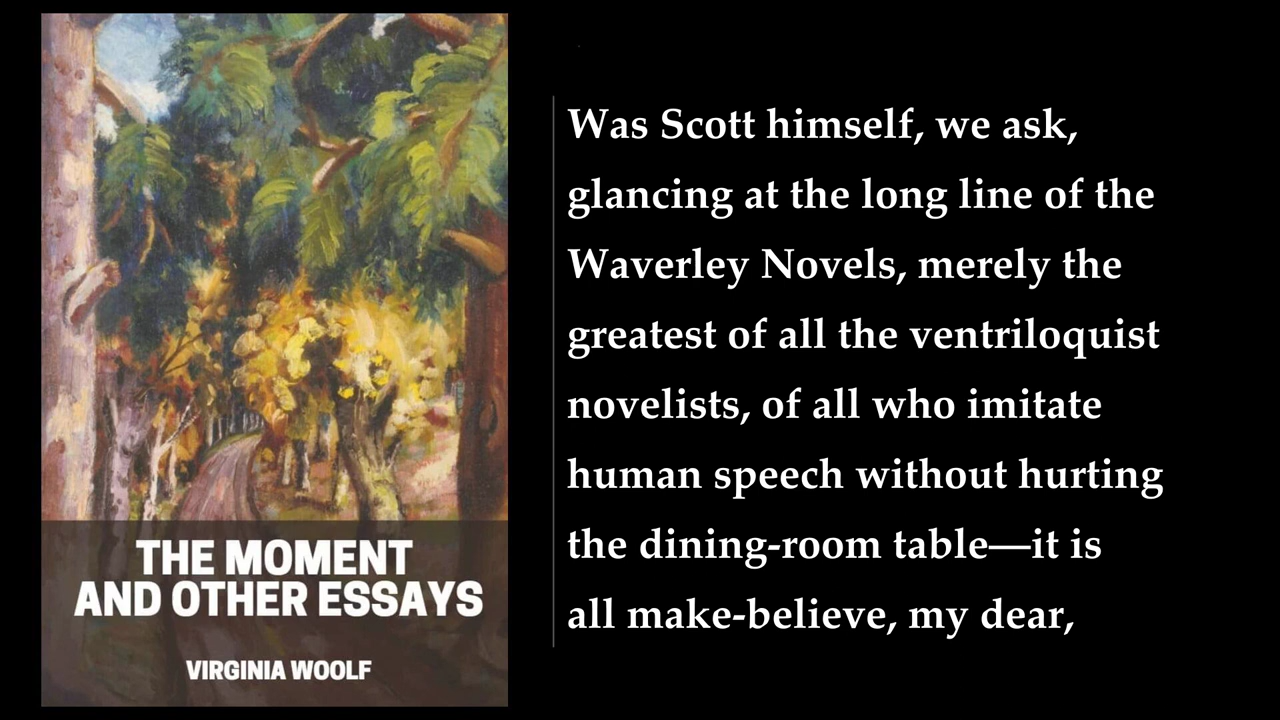 THE MOMENT
AND OTHER ESSAYS
VIRGINIA WOOLF
Was Scott himself, we ask,
glancing at the long line of the
Waverley Novels, merely the
greatest of all the ventriloquist
novelists, of all who imitate
human speech without hurting
the dining-room table—it is
all make-believe, my dear,